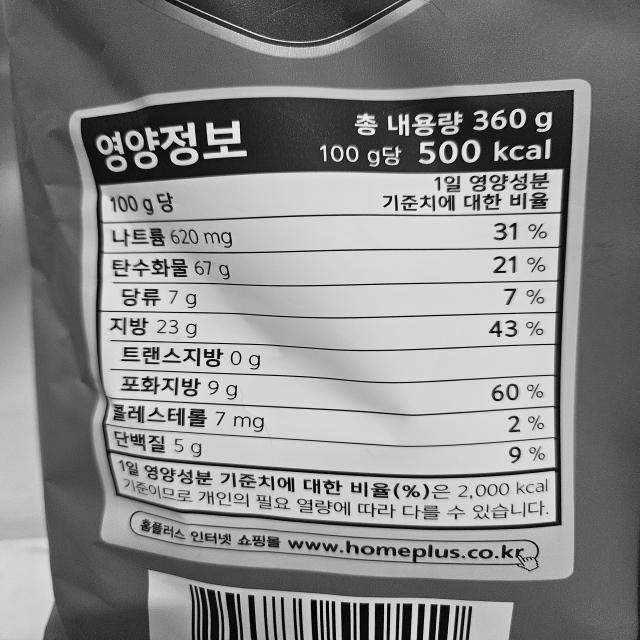 영양정보
총 내용량 360 g
100 g당 500 kcal
100 g당
1일 영양성분
기준치에 대한 비율
나트륨 620 mg 31 %
탄수화물 67 g 21 %
당류 7 g 7 %
지방 23 g 43 %
트랜스지방 0 g
포화지방 9 g 60 %
콜레스테롤 7 mg 2 %
단백질 5 g 9 %
1일 영양성분 기준치에 대한 비율(%)은 2,000 kcal
기준이므로 개인의 필요 열량에 따라 다를 수 있습니다.
홈플러스 인터넷 쇼핑몰 www.homeplus.co.kr